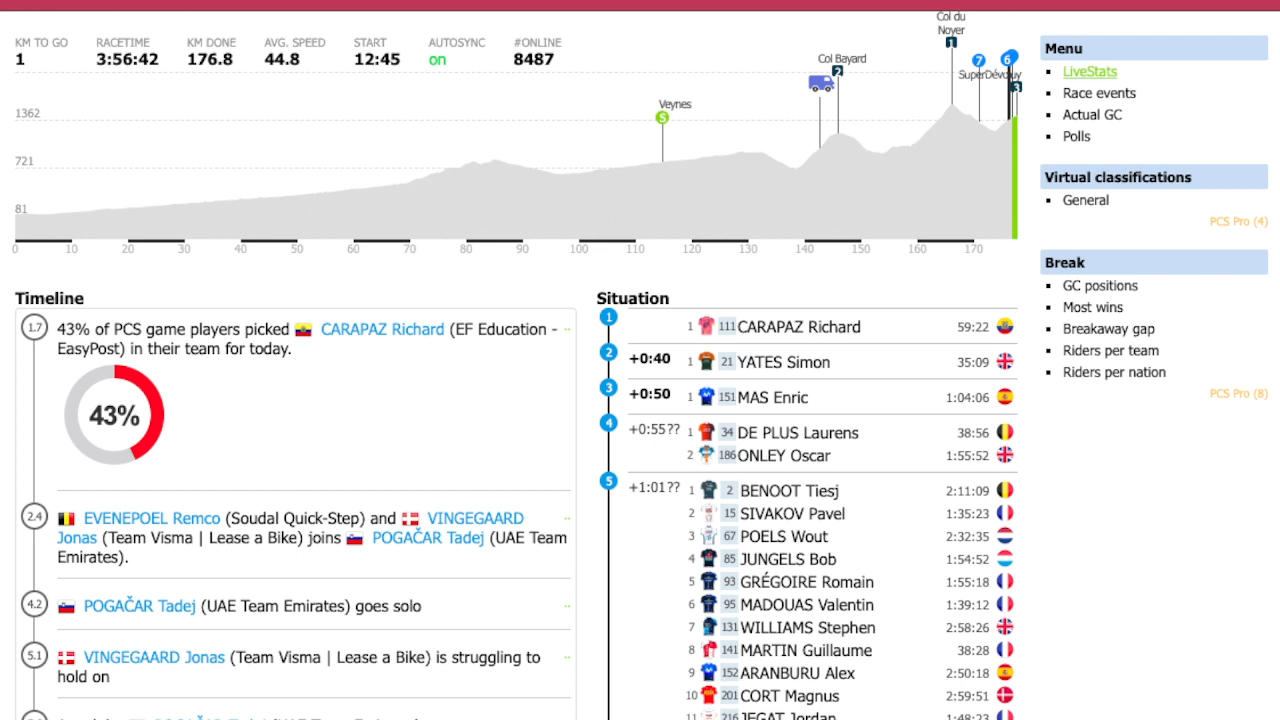 KM TO GO RACETIME KM DONE AVG. SPEED START AUTOSYNC #ONLINE
1 3:56:42 176.8 44.8 12:45 on 8487
Col du
Noyer
1
Col Bayard
2
7
6
SuperDévoluy
3
Veynes
S
1362
721
81
0 10 20 30 40 50 60 70 80 90 100 110 120 130 140 150 160 170
Timeline
1.7 43% of PCS game players picked CARAPAZ Richard (EF Education -
EasyPost) in their team for today.
43%
2.4 EVENEPOEL Remco (Soudal Quick-Step) and VINGEGAARD
Jonas (Team Visma | Lease a Bike) joins POGAČAR Tadej (UAE Team
Emirates).
4.2 POGAČAR Tadej (UAE Team Emirates) goes solo
5.1 VINGEGAARD Jonas (Team Visma | Lease a Bike) is struggling to
hold on
Situation
1
1 111 CARAPAZ Richard 59:22
2 +0:40 1 21 YATES Simon 35:09
3 +0:50 1 151 MAS Enric 1:04:06
4 +0:55?? 1 34 DE PLUS Laurens 38:56
2 186 ONLEY Oscar 1:55:52
5 +1:01?? 1 2 BENOOT Tiesj 2:11:09
2 15 SIVAKOV Pavel 1:35:23
3 67 POELS Wout 2:32:35
4 85 JUNGELS Bob 1:54:52
5 93 GRÉGOIRE Romain 1:55:18
6 95 MADOUAS Valentin 1:39:12
7 131 WILLIAMS Stephen 2:58:26
8 141 MARTIN Guillaume 38:28
9 152 ARANBURU Alex 2:50:18
10 201 CORT Magnus 2:59:51
11 216 JEGAT Jordan 1:48:23
Menu
LiveStats
Race events
Actual GC
Polls
Virtual classifications
General
PCS Pro (4)
Break
GC positions
Most wins
Breakaway gap
Riders per team
Riders per nation
PCS Pro (8)